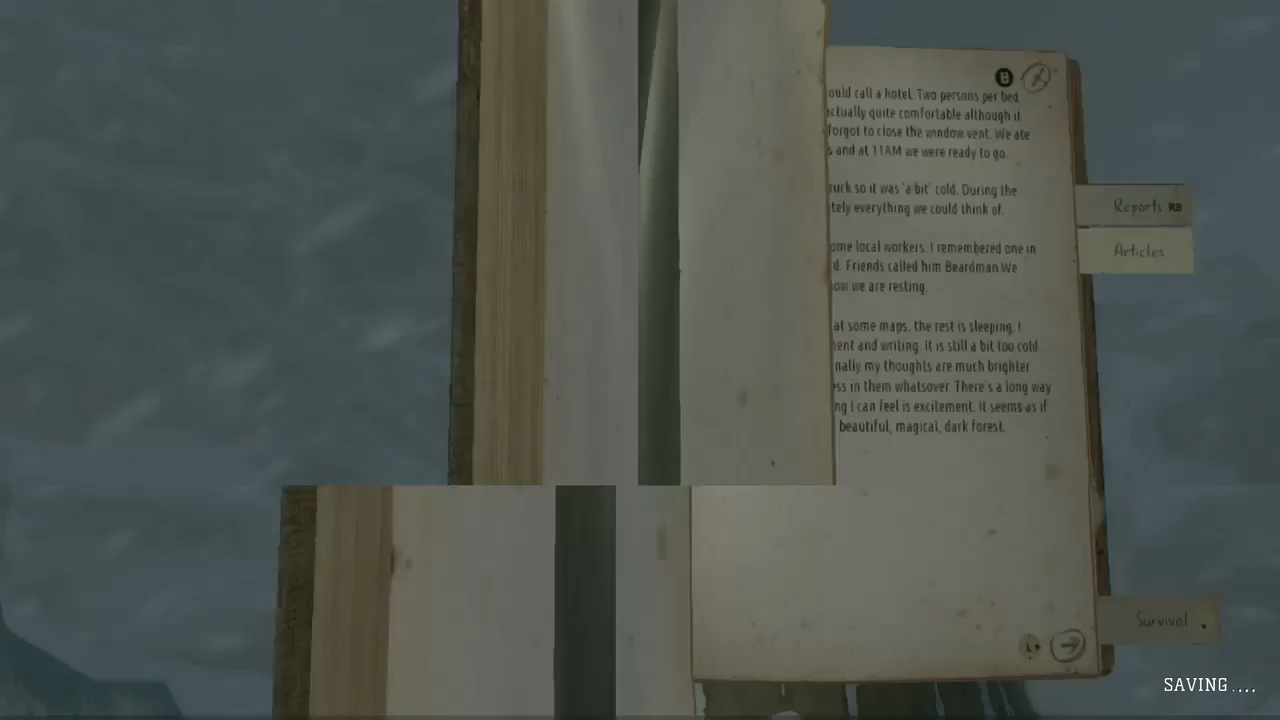 B
ould call a hotel. Two persons per bed
ctually quite comfortable although it
forgot to close the window vent. We ate
s and at 11AM we were ready to go.
ruck so it was 'a bit' cold. During the
tely everything we could think of.
ome local workers. I remembered one in
d. Friends called him Beardman.We
ow we are resting.
at some maps, the rest is sleeping, I
ent and writing. It is still a bit too cold.
nally my thoughts are much brighter
ss in them whatsover. There's a long way
ng I can feel is excitement. It seems as if
beautiful, magical, dark forest.
Reports RB
Articles
Survival
L
SAVING....